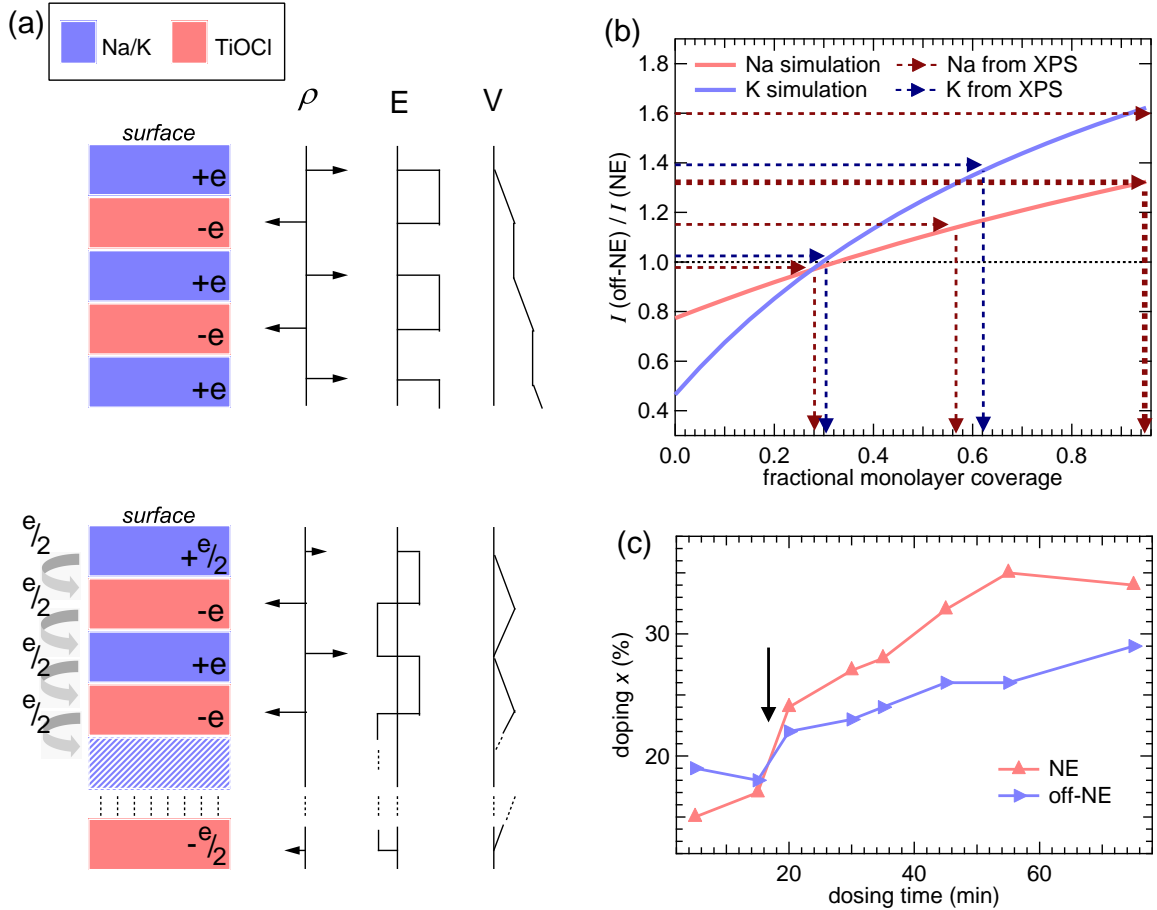 (a)
Na/K TiOCl
ρ E V
surface
+e
-e
+e
-e
+e
surface
e/2 +e/2
e/2 -e
e/2 +e
e/2 -e
-e/2
(b)
1.8
1.6
1.4
1.2
1.0
0.8
0.6
0.4
I (off-NE) / I (NE)
Na simulation Na from XPS
K simulation K from XPS
0.0 0.2 0.4 0.6 0.8
fractional monolayer coverage
(c)
30
20
doping x (%)
NE
off-NE
20 40 60
dosing time (min)